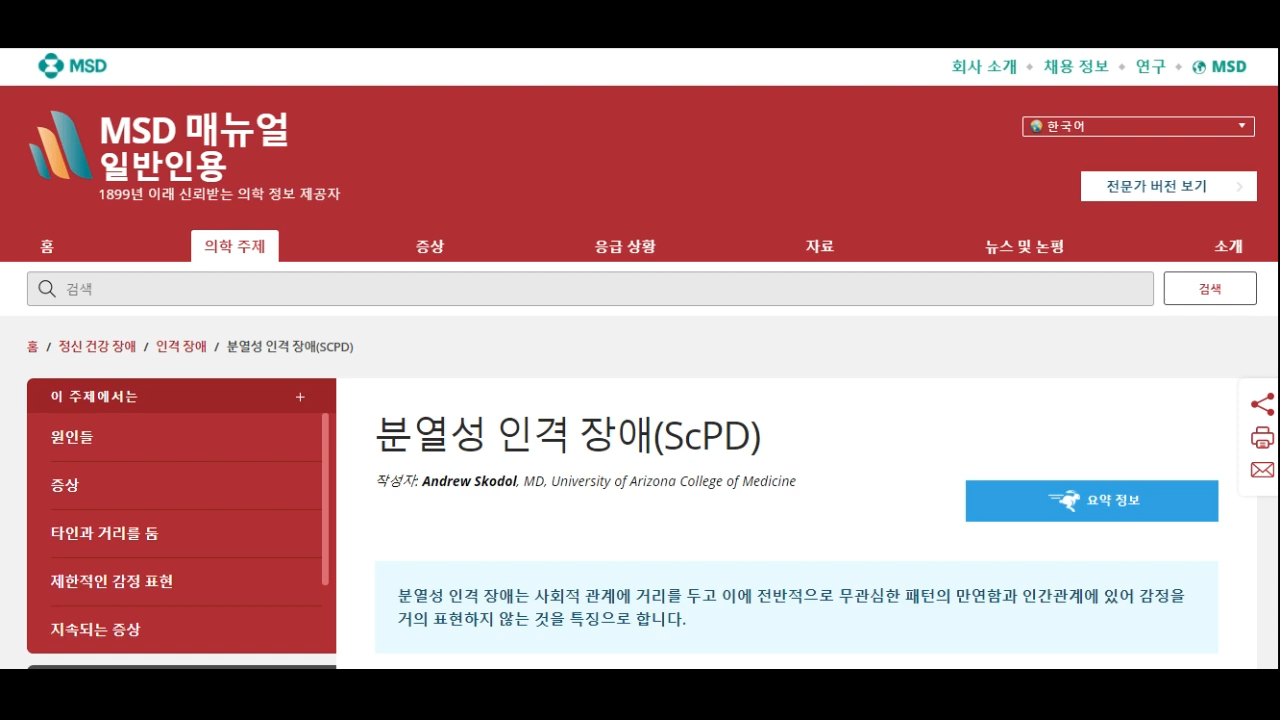 MSD
회사 소개 ◆ 채용 정보 ◆ 연구 ◆ MSD
MSD 매뉴얼
일반인용
1899년 이래 신뢰받는 의학 정보 제공자
한국어
전문가 버전 보기
홈 의학 주제 증상 응급 상황 자료 뉴스 및 논평 소개
검색 검색
홈 / 정신 건강 장애 / 인격 장애 / 분열성 인격 장애(SCPD)
이 주제에서는 +
원인들
증상
타인과 거리를 둠
제한적인 감정 표현
지속되는 증상
분열성 인격 장애(ScPD)
작성자: Andrew Skodol, MD, University of Arizona College of Medicine
요약 정보
분열성 인격 장애는 사회적 관계에 거리를 두고 이에 전반적으로 무관심한 패턴의 만연함과 인간관계에 있어 감정을
거의 표현하지 않는 것을 특징으로 합니다.